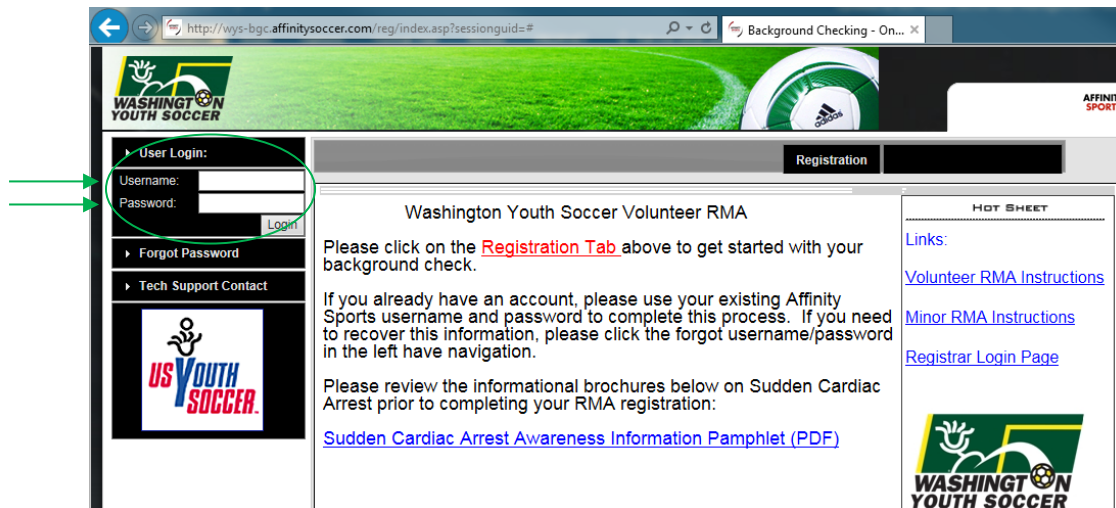 http://wys-bgc.affinitysoccer.com/reg/index.asp?sessionguid=#
Background Checking - On...
WASHINGTON
YOUTH SOCCER
adidas
AFFINIT
SPORT
User Login:
Username:
Password:
Login
Forgot Password
Tech Support Contact
US YOUTH
SOCCER.
Registration
Washington Youth Soccer Volunteer RMA
Please click on the Registration Tab above to get started with your
background check.
If you already have an account, please use your existing Affinity
Sports username and password to complete this process. If you need
to recover this information, please click the forgot username/password
in the left have navigation.
Please review the informational brochures below on Sudden Cardiac
Arrest prior to completing your RMA registration:
Sudden Cardiac Arrest Awareness Information Pamphlet (PDF)
HOT SHEET
Links:
Volunteer RMA Instructions
Minor RMA Instructions
Registrar Login Page
WASHINGTON
YOUTH SOCCER